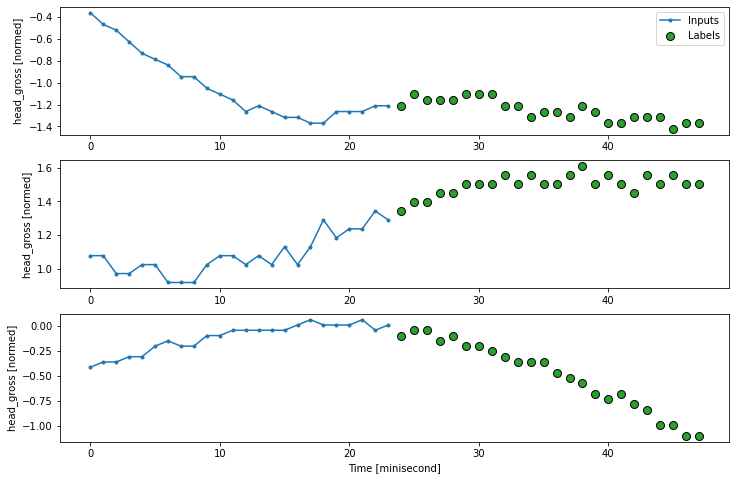 head_gross [normed]
−0.4
−0.6
−0.8
−1.0
−1.2
−1.4
Inputs
Labels
0 10 20 30 40
head_gross [normed]
1.6
1.4
1.2
1.0
0 10 20 30 40
head_gross [normed]
0.00
−0.25
−0.50
−0.75
−1.00
0 10 20 30 40
Time [minisecond]